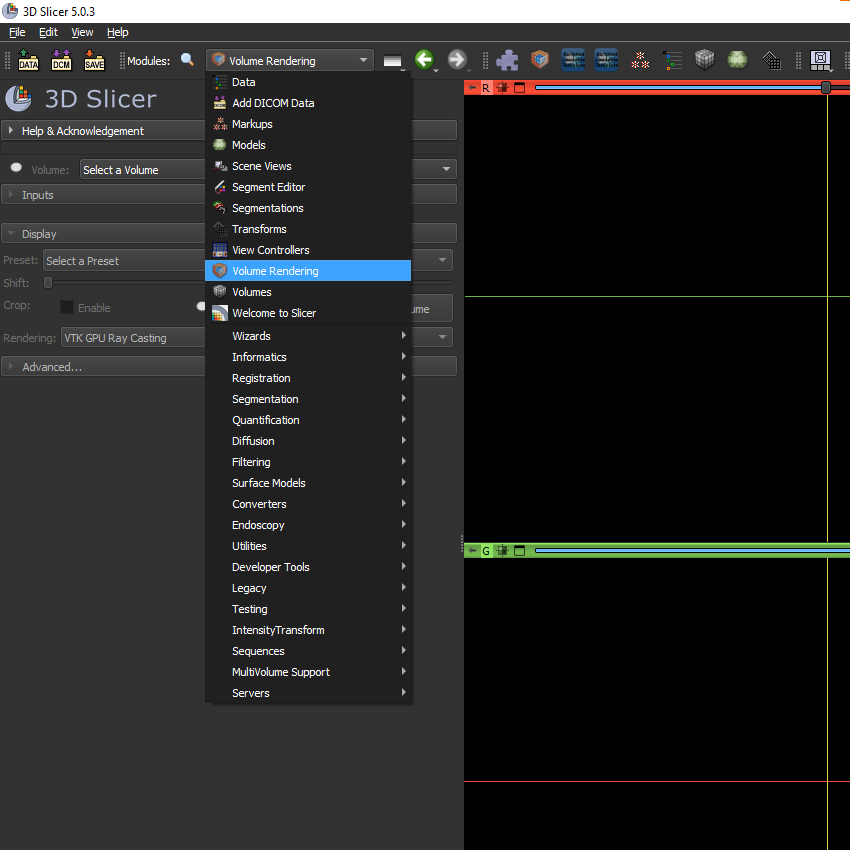 3D Slicer 5.0.3
File Edit View Help
DATA DCM SAVE Modules: Volume Rendering
3D Slicer
Help & Acknowledgement
Volume: Select a Volume
Inputs
Display
Preset: Select a Preset
Shift:
Crop: Enable ume
Rendering: VTK GPU Ray Casting
Advanced...
Data
Add DICOM Data
Markups
Models
Scene Views
Segment Editor
Segmentations
Transforms
View Controllers
Volume Rendering
Volumes
Welcome to Slicer
Wizards
Informatics
Registration
Segmentation
Quantification
Diffusion
Filtering
Surface Models
Converters
Endoscopy
Utilities
Developer Tools
Legacy
Testing
IntensityTransform
Sequences
MultiVolume Support
Servers
R
G